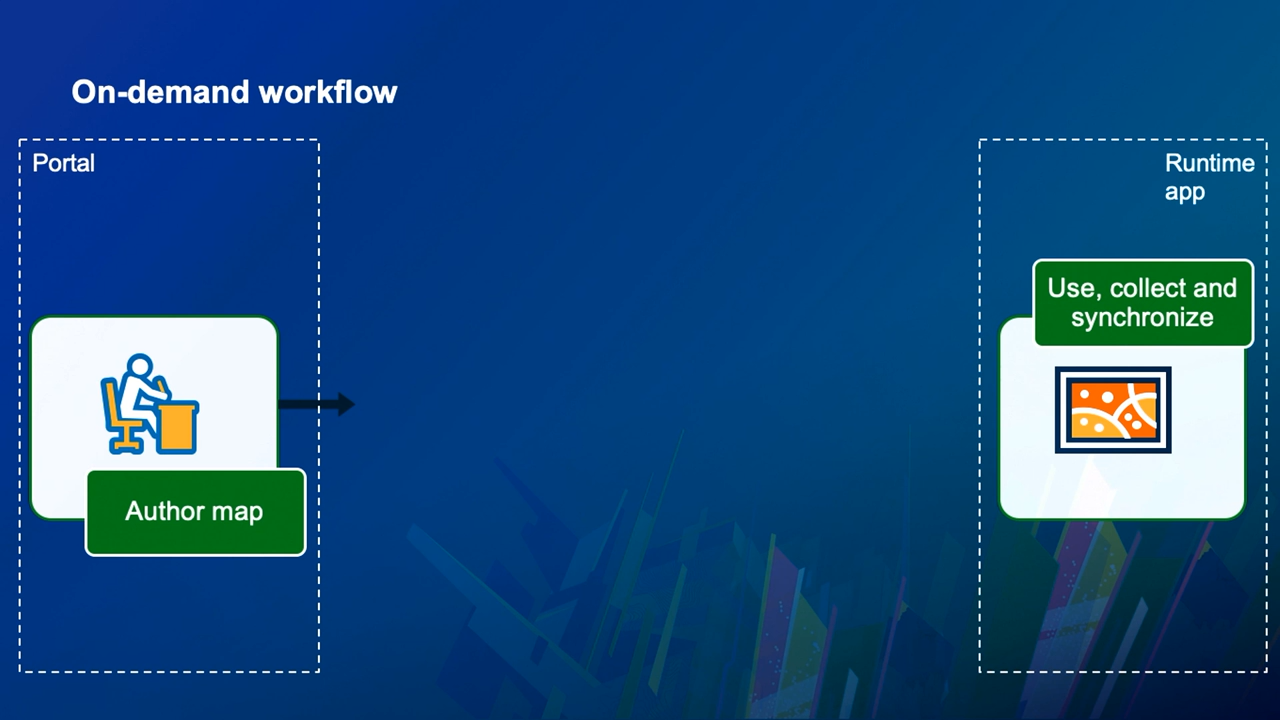 On-demand workflow
Portal
Runtime
app
Use, collect and
synchronize
Author map